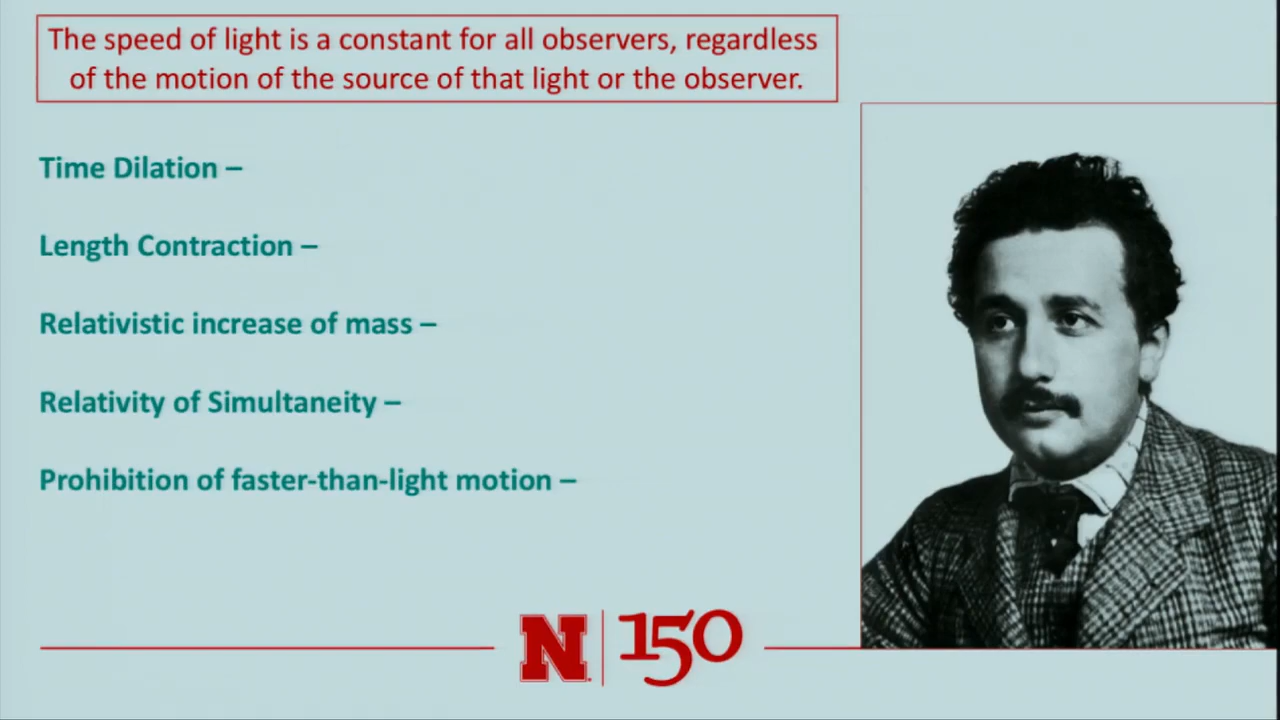 The speed of light is a constant for all observers, regardless
of the motion of the source of that light or the observer.
Time Dilation –
Length Contraction –
Relativistic increase of mass –
Relativity of Simultaneity –
Prohibition of faster-than-light motion –
N. 150